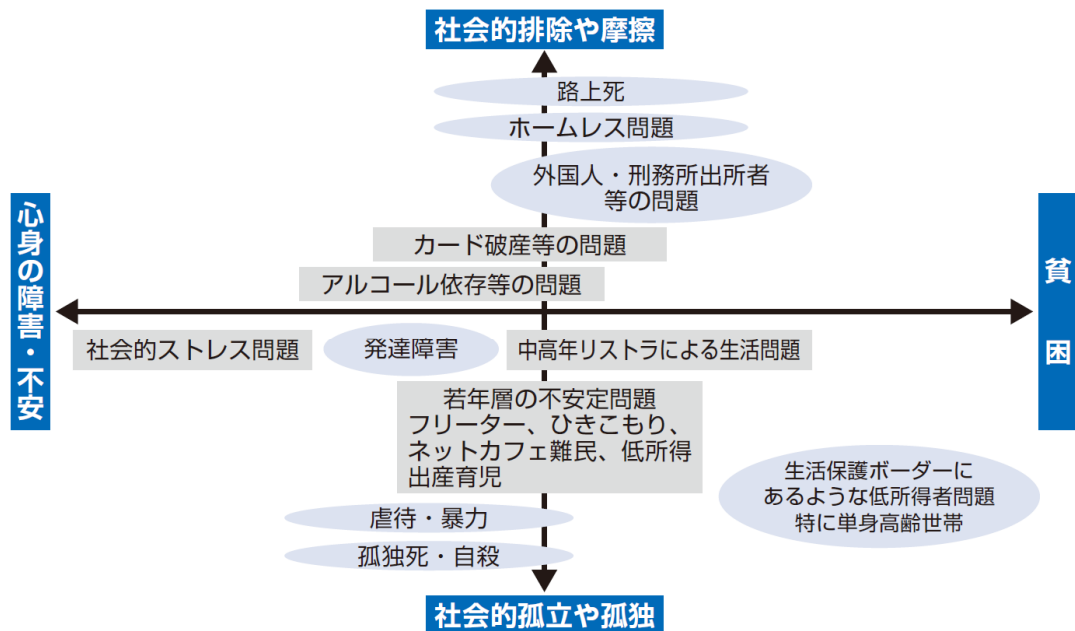 社会的排除や摩擦
路上死
ホームレス問題
外国人・刑務所出所者
等の問題
カード破産等の問題
アルコール依存等の問題
心身の障害・不安
貧困
社会的ストレス問題
発達障害
中高年リストラによる生活問題
若年層の不安定問題
フリーター、ひきこもり、
ネットカフェ難民、低所得
出産育児
生活保護ボーダーに
あるような低所得者問題
特に単身高齢世帯
虐待・暴力
孤独死・自殺
社会的孤立や孤独